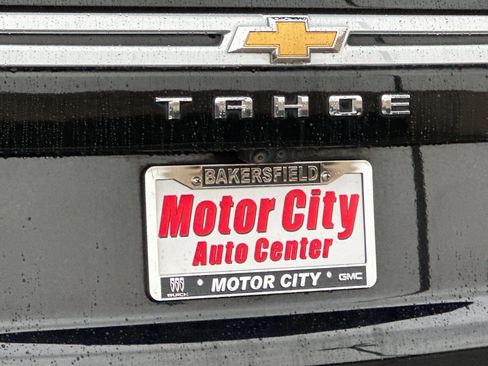 TAHOE
BAKERSFIELD
Motor City
Auto Center
BUICK • MOTOR CITY • GMC